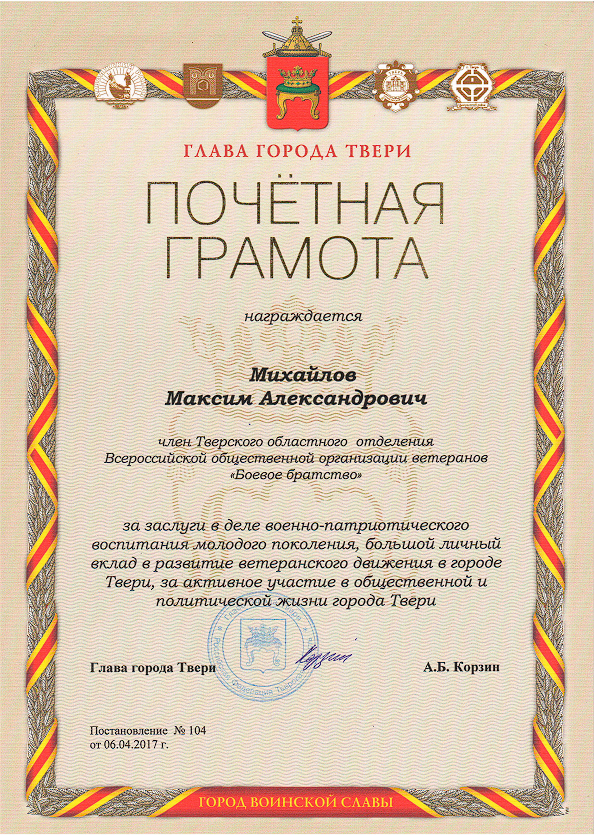 ГЛАВА ГОРОДА ТВЕРИ
ПОЧЁТНАЯ
ГРАМОТА
награждается
Михайлов
Максим Александрович
член Тверского областного отделения
Всероссийской общественной организации ветеранов
«Боевое братство»
за заслуги в деле военно-патриотического
воспитания молодого поколения, большой личный
вклад в развитие ветеранского движения в городе
Твери, за активное участие в общественной и
политической жизни города Твери
Глава города Твери
А.Б. Корзин
Постановление № 104
от 06.04.2017 г.
ГОРОД ВОИНСКОЙ СЛАВЫ